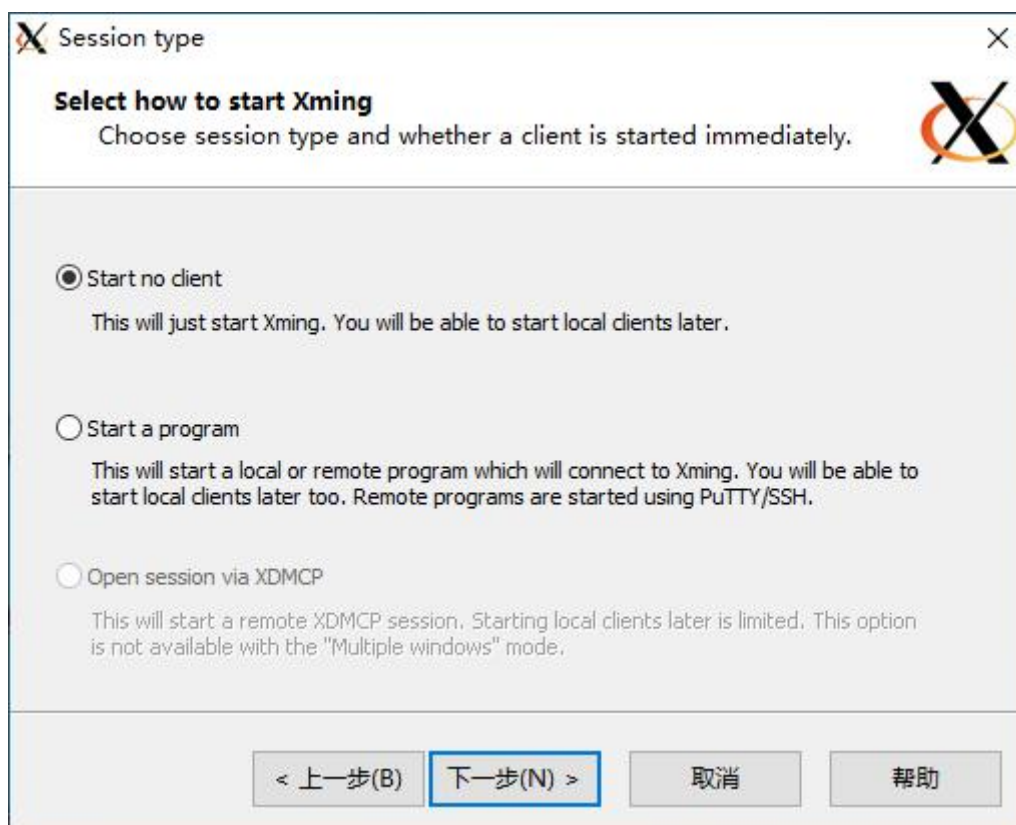 Session type
Select how to start Xming
Choose session type and whether a client is started immediately.
Start no client
This will just start Xming. You will be able to start local clients later.
Start a program
This will start a local or remote program which will connect to Xming. You will be able to
start local clients later too. Remote programs are started using PuTTY/SSH.
Open session via XDMCP
This will start a remote XDMCP session. Starting local clients later is limited. This option
is not available with the "Multiple windows" mode.
< 上一步(B) 下一步(N) > 取消 帮助